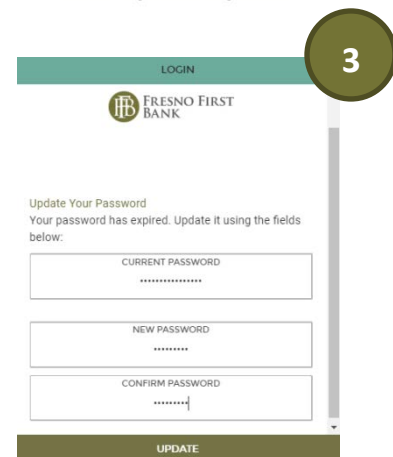 3
LOGIN
FFB FRESNO FIRST
BANK
Update Your Password
Your password has expired. Update it using the fields
below:
CURRENT PASSWORD
••••••••••••••••
NEW PASSWORD
•••••••••
CONFIRM PASSWORD
•••••••••
UPDATE